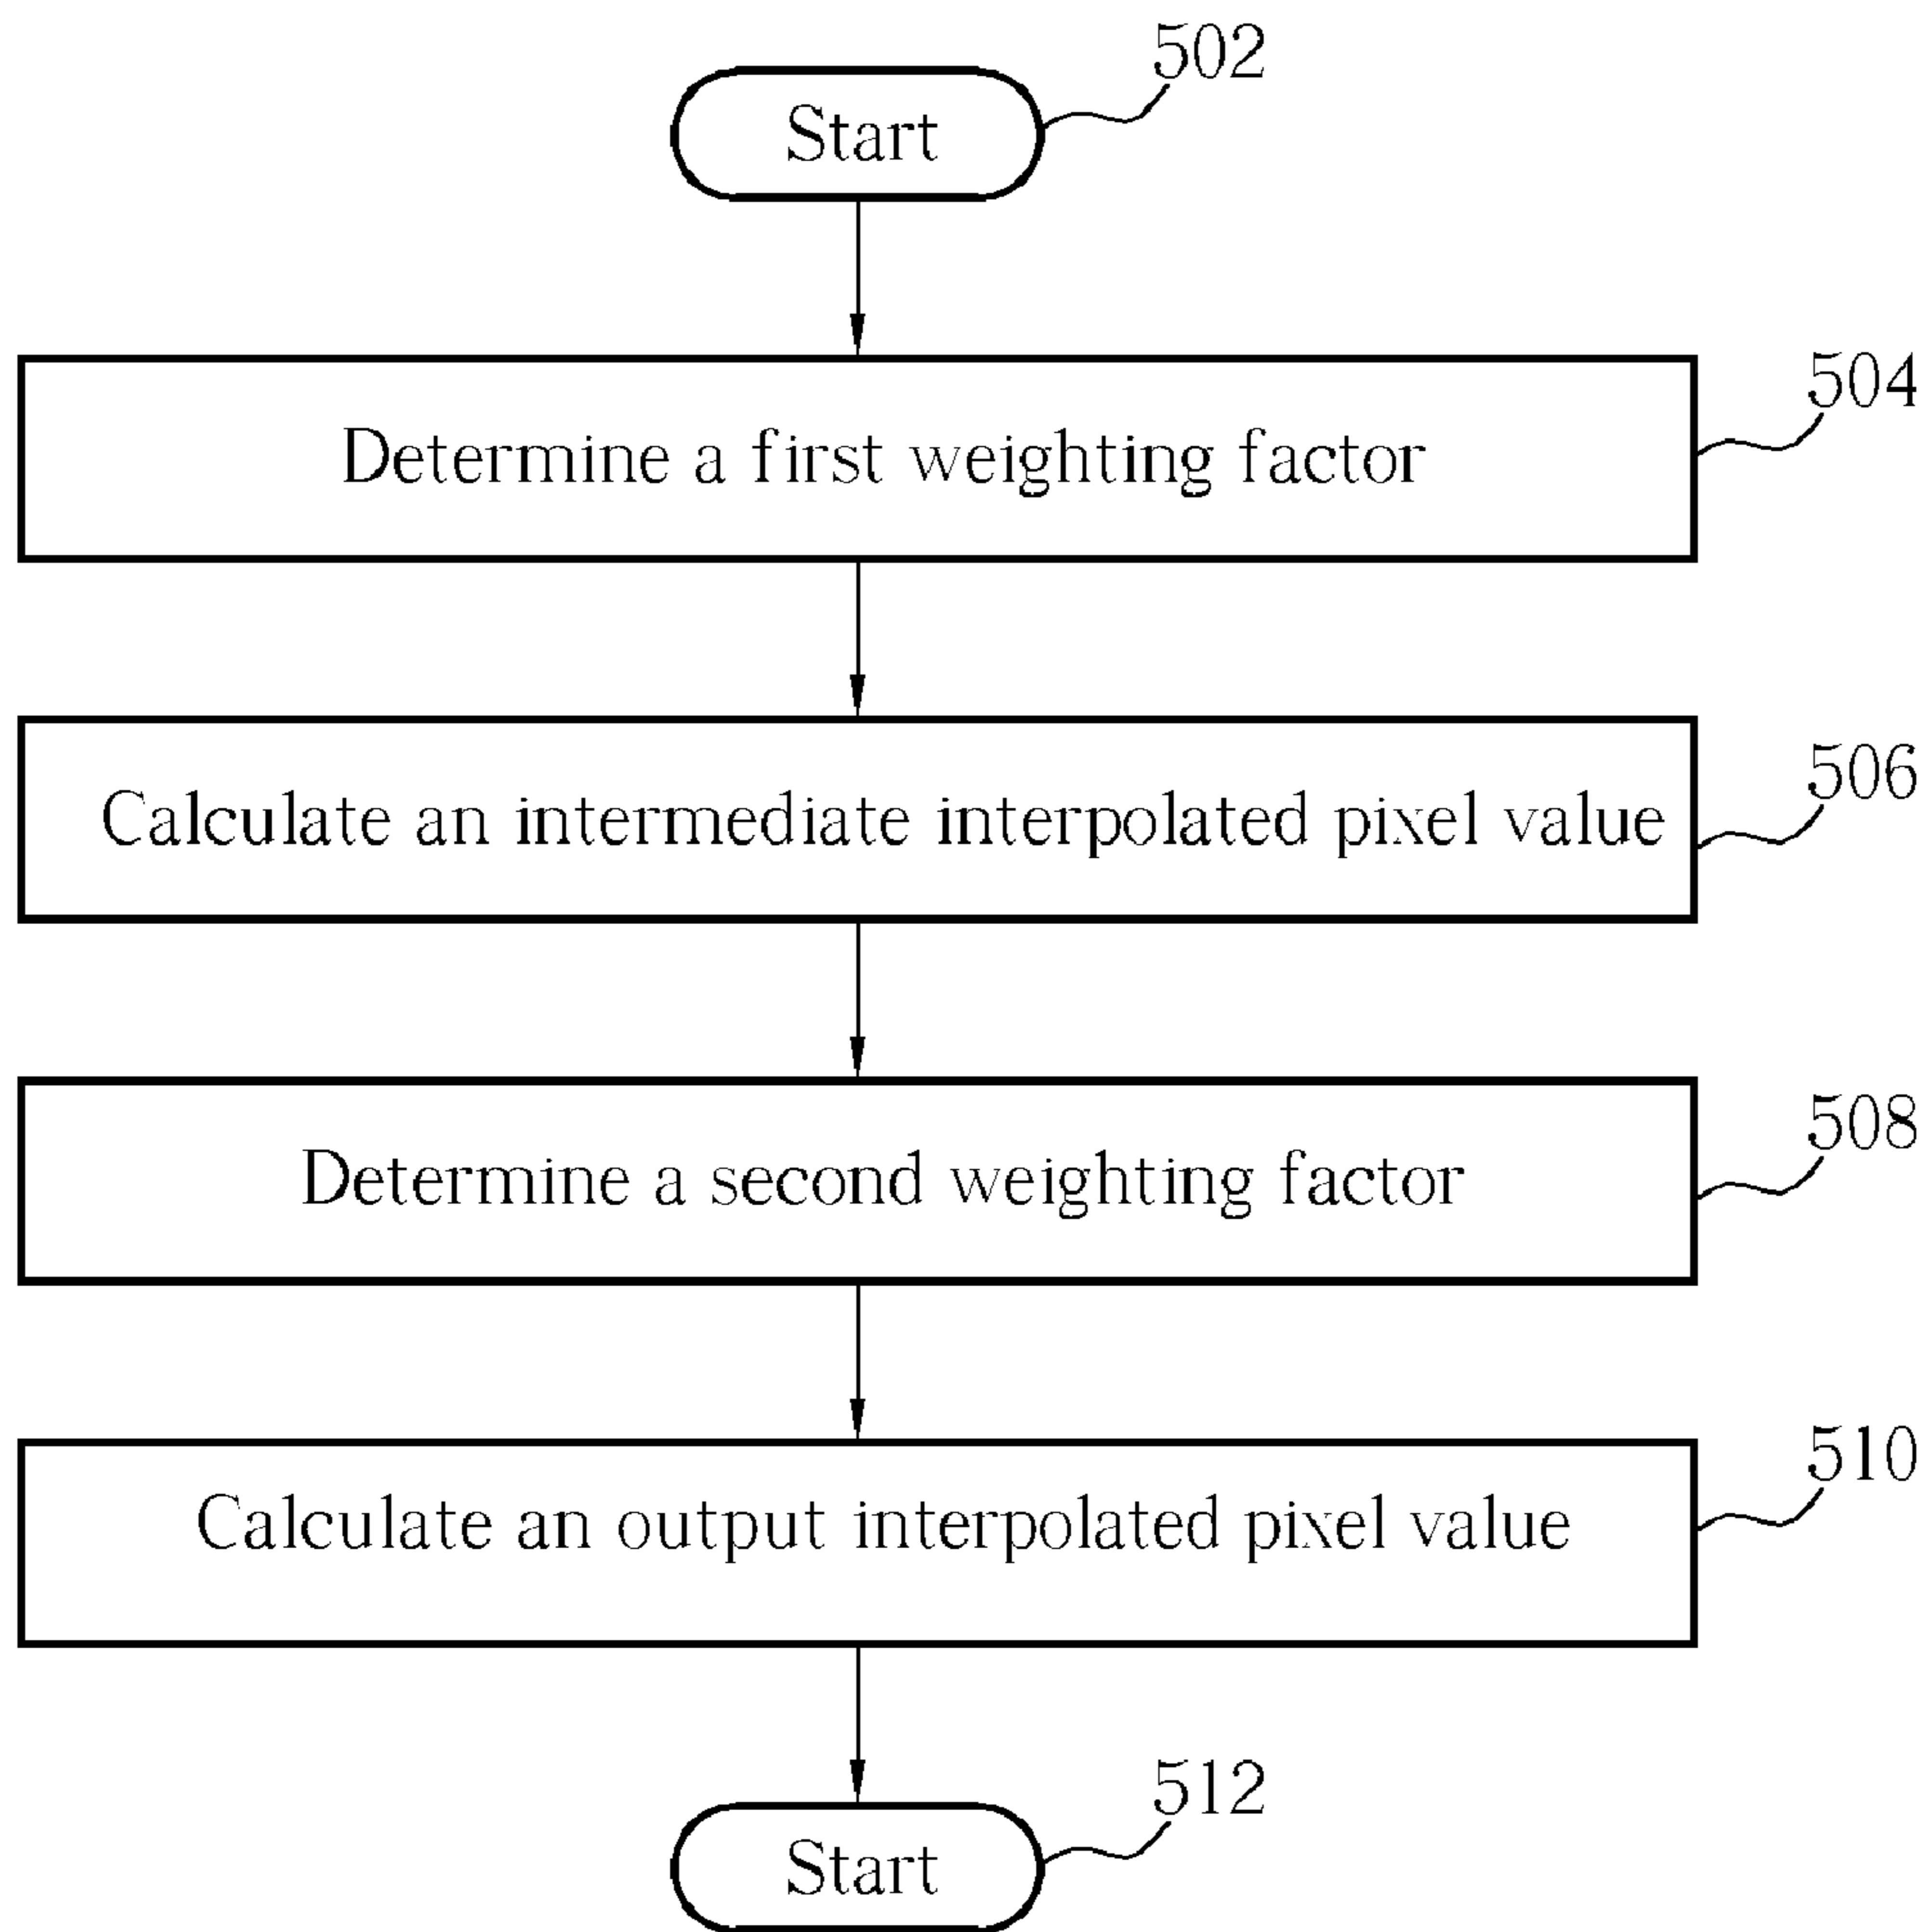 502
Start
504
Determine a first weighting factor
506
Calculate an intermediate interpolated pixel value
508
Determine a second weighting factor
510
Calculate an output interpolated pixel value
512
Start